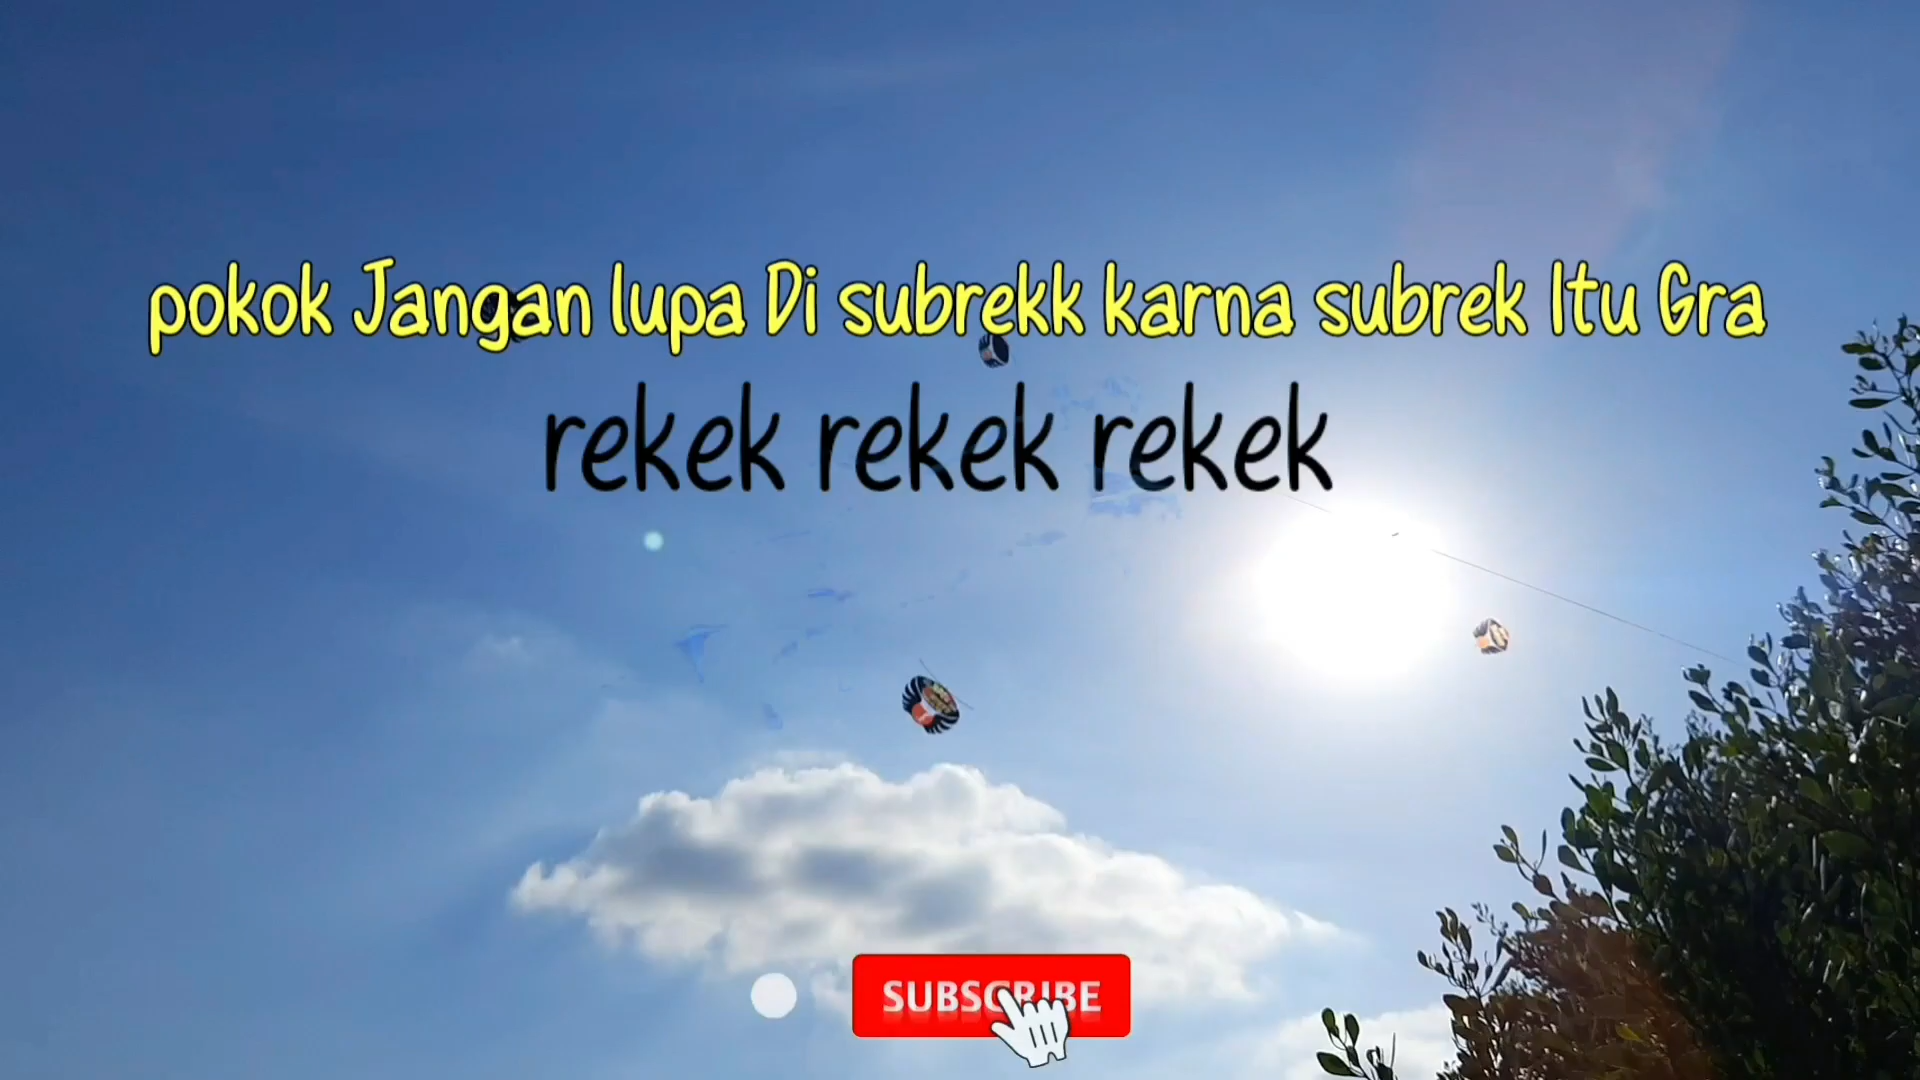 pokok Jangan lupa Di subrekk karna subrek Itu Gra
rekek rekek rekek
SUBSCRIBE